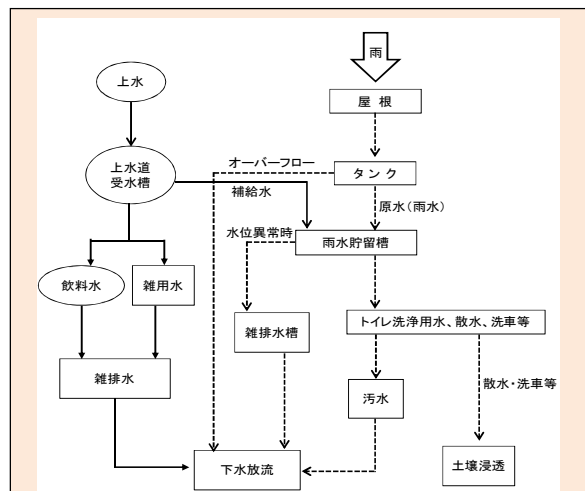 雨
上水
屋 根
オーバーフロー
上水道
受水槽
タンク
補給水
原水（雨水）
水位異常時
雨水貯留槽
飲料水
雑用水
雑排水槽
トイレ洗浄用水、散水、洗車等
雑排水
汚水
散水・洗車等
下水放流
土壌浸透